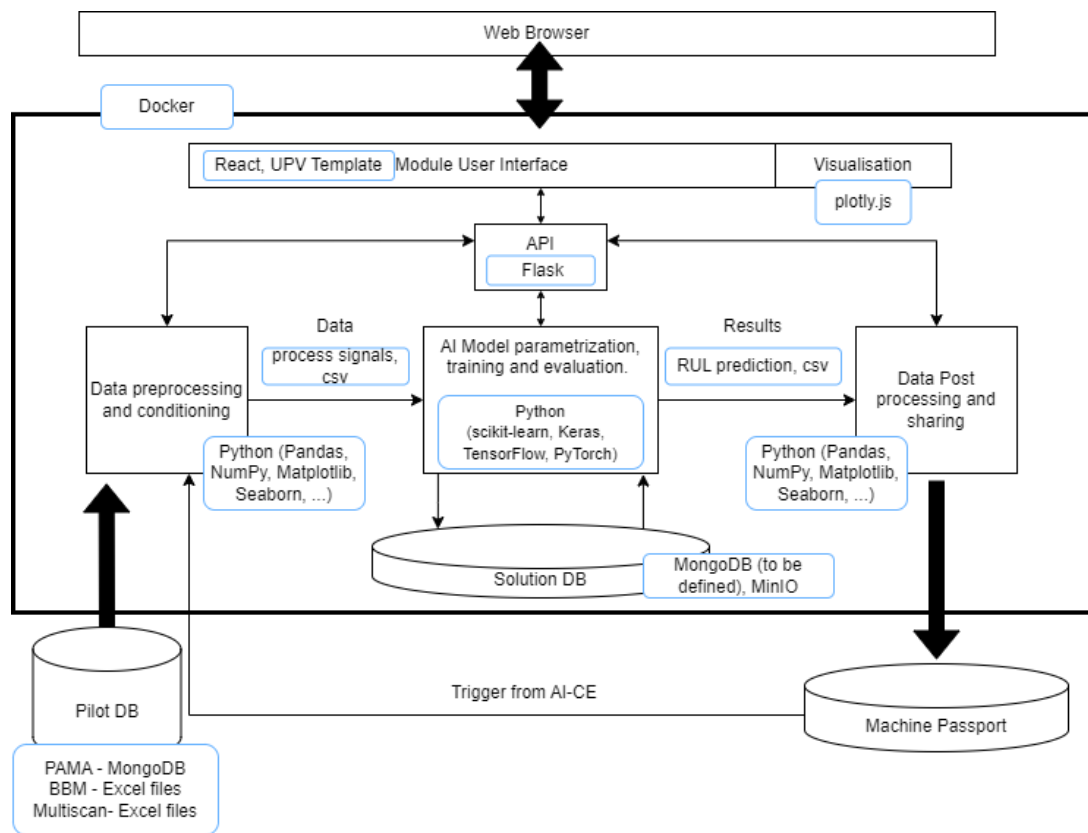 Web Browser
Docker
React, UPV Template Module User Interface
Visualisation
plotly.js
API
Flask
Data
process signals,
csv
Results
RUL prediction, csv
Data preprocessing
and conditioning
Python (Pandas,
NumPy, Matplotlib,
Seaborn, ...)
AI Model parametrization,
training and evaluation.
Python
(scikit-learn, Keras,
TensorFlow, PyTorch)
Data Post
processing and
sharing
Python (Pandas,
NumPy, Matplotlib,
Seaborn, ...)
Solution DB
MongoDB (to be
defined), MinIO
Pilot DB
PAMA - MongoDB
BBM - Excel files
Multiscan- Excel files
Trigger from AI-CE
Machine Passport